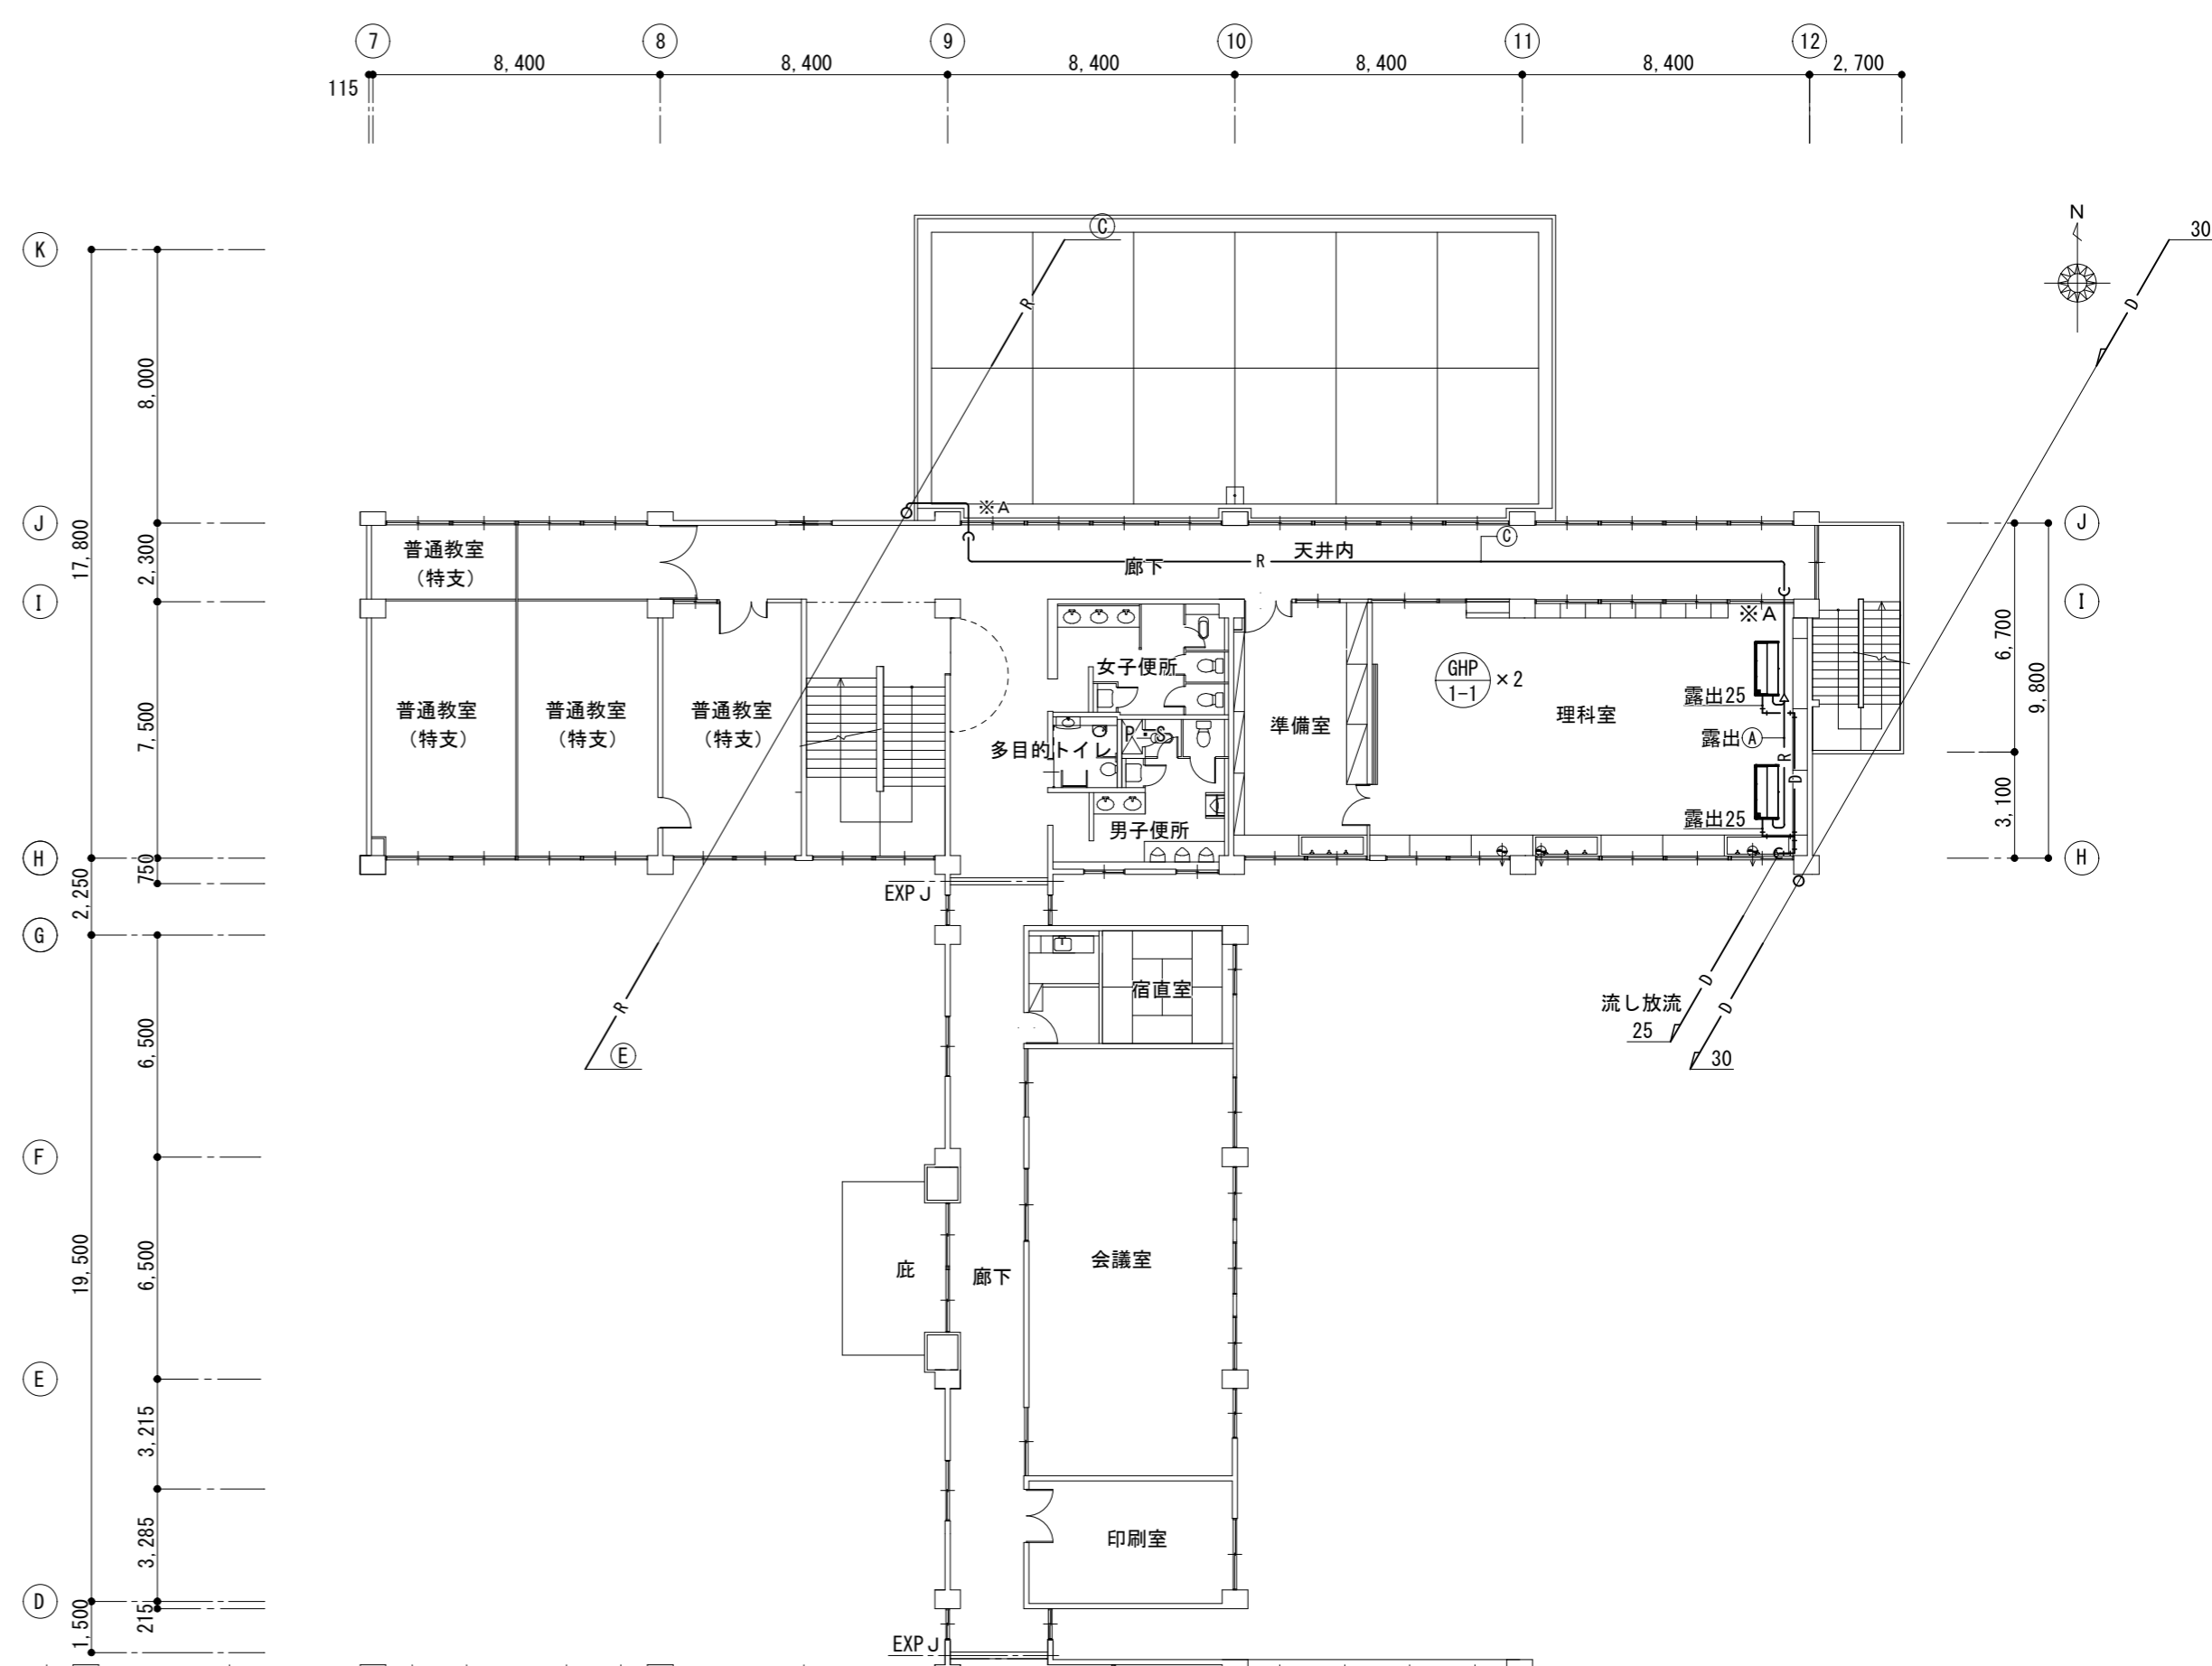 7 8 9 10 11 12
8,400 8,400 8,400 8,400 8,400 2,700
115
N
30
D
C
R
K
8,000
17,800
J
※A
J
2,300
普通教室
(特支)
天井内
C
廊下
R
2,300
I
※A
I
7,500
普通教室
(特支)
普通教室
(特支)
普通教室
(特支)
女子便所
多目的トイレ
P S
男子便所
準備室
GHP
1-1
×2
理科室
露出25
露出A
R
D
露出25
6,700
9,800
3,100
H
H
750
2,250
EXPJ
G
宿直室
流し放流
25
D
D
30
R
E
6,500
F
19,500
6,500
庇
廊下
会議室
E
3,215
3,285
印刷室
D
215
1,500
EXPJ